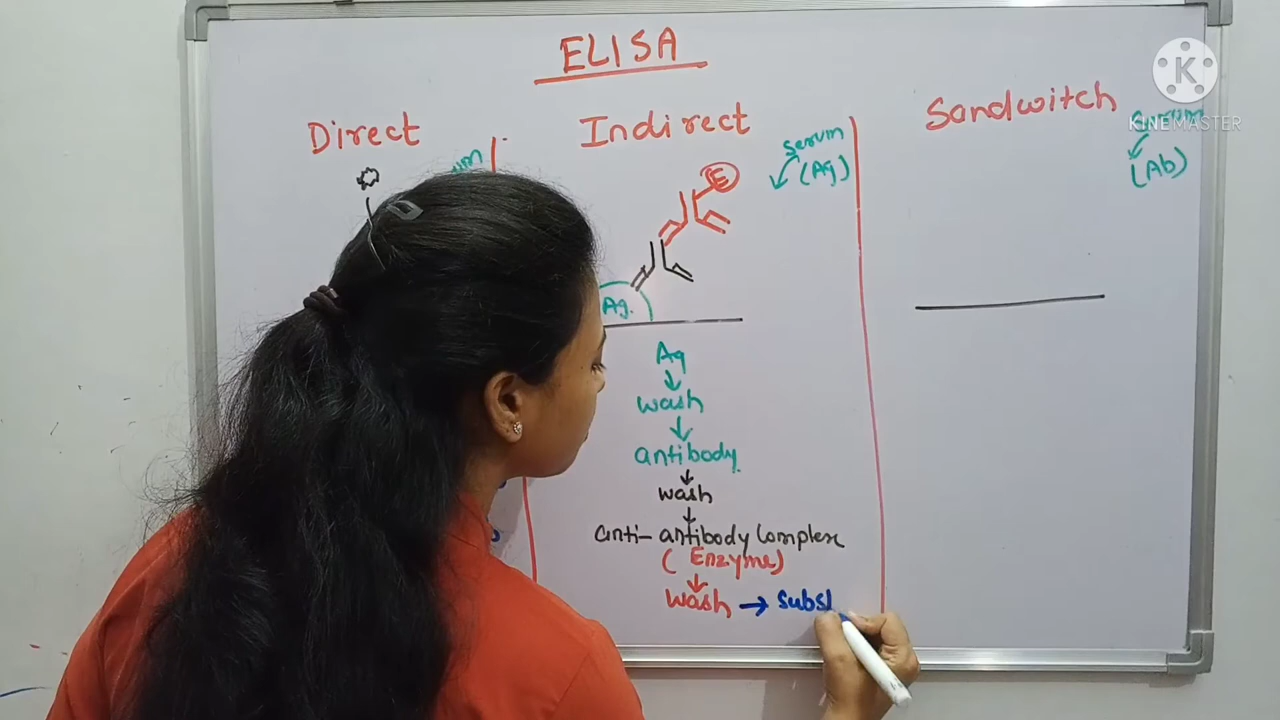 ELISA
Direct
Indirect
Serum
(Ag)
E
Ag.
Ag
wash
antibody
wash
anti-antibody Complex
(Enzyme)
wash → Subst
Sandwitch
Serum
(Ab)
K
KINEMASTER